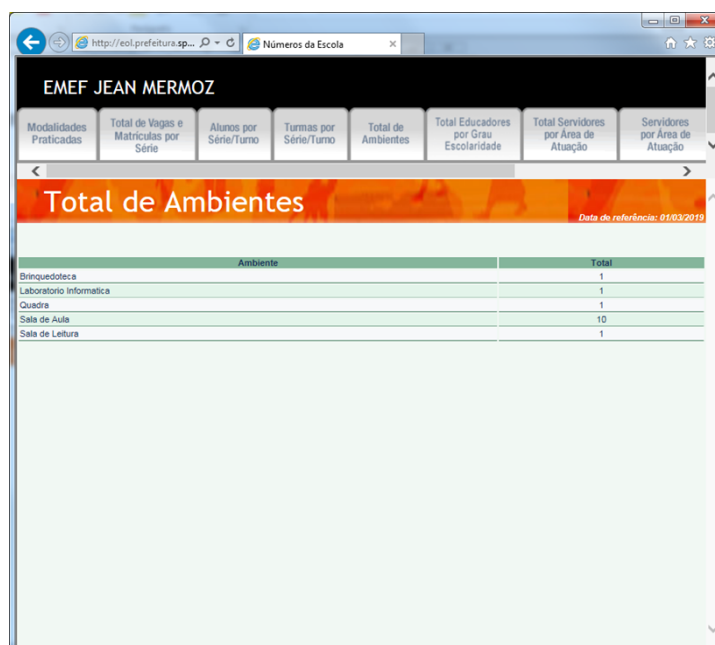 http://eol.prefeitura.sp...
Números da Escola
EMEF JEAN MERMOZ
Modalidades Praticadas
Total de Vagas e Matrículas por Série
Alunos por Série/Turno
Turmas por Série/Turno
Total de Ambientes
Total Educadores por Grau Escolaridade
Total Servidores por Área de Atuação
Servidores por Área de Atuação
Total de Ambientes
Data de referência: 01/03/2019
Ambiente Total
Brinquedoteca 1
Laboratorio Informatica 1
Quadra 1
Sala de Aula 10
Sala de Leitura 1